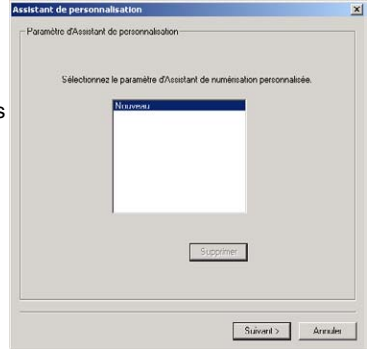 Assistant de personnalisation
Paramètre d'Assistant de personnalisation
Sélectionnez le paramètre d'Assistant de numérisation personnalisée.
s
Nouveau
Supprimer
Suivant >
Annuler